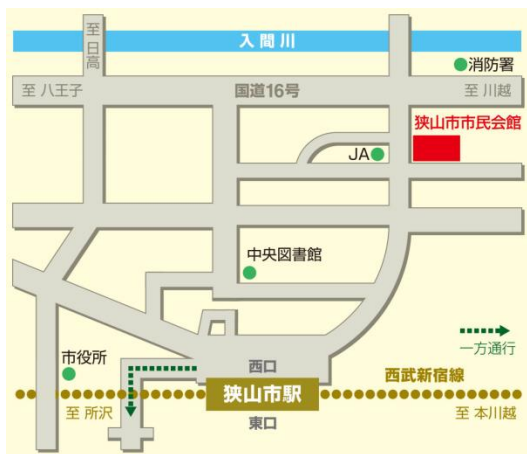 入間川
至日高
消防署
至 八王子
国道16号
至 川越
狭山市市民会館
JA
中央図書館
一方通行
市役所
西口
西武新宿線
狭山市駅
至 所沢
東口
至 本川越